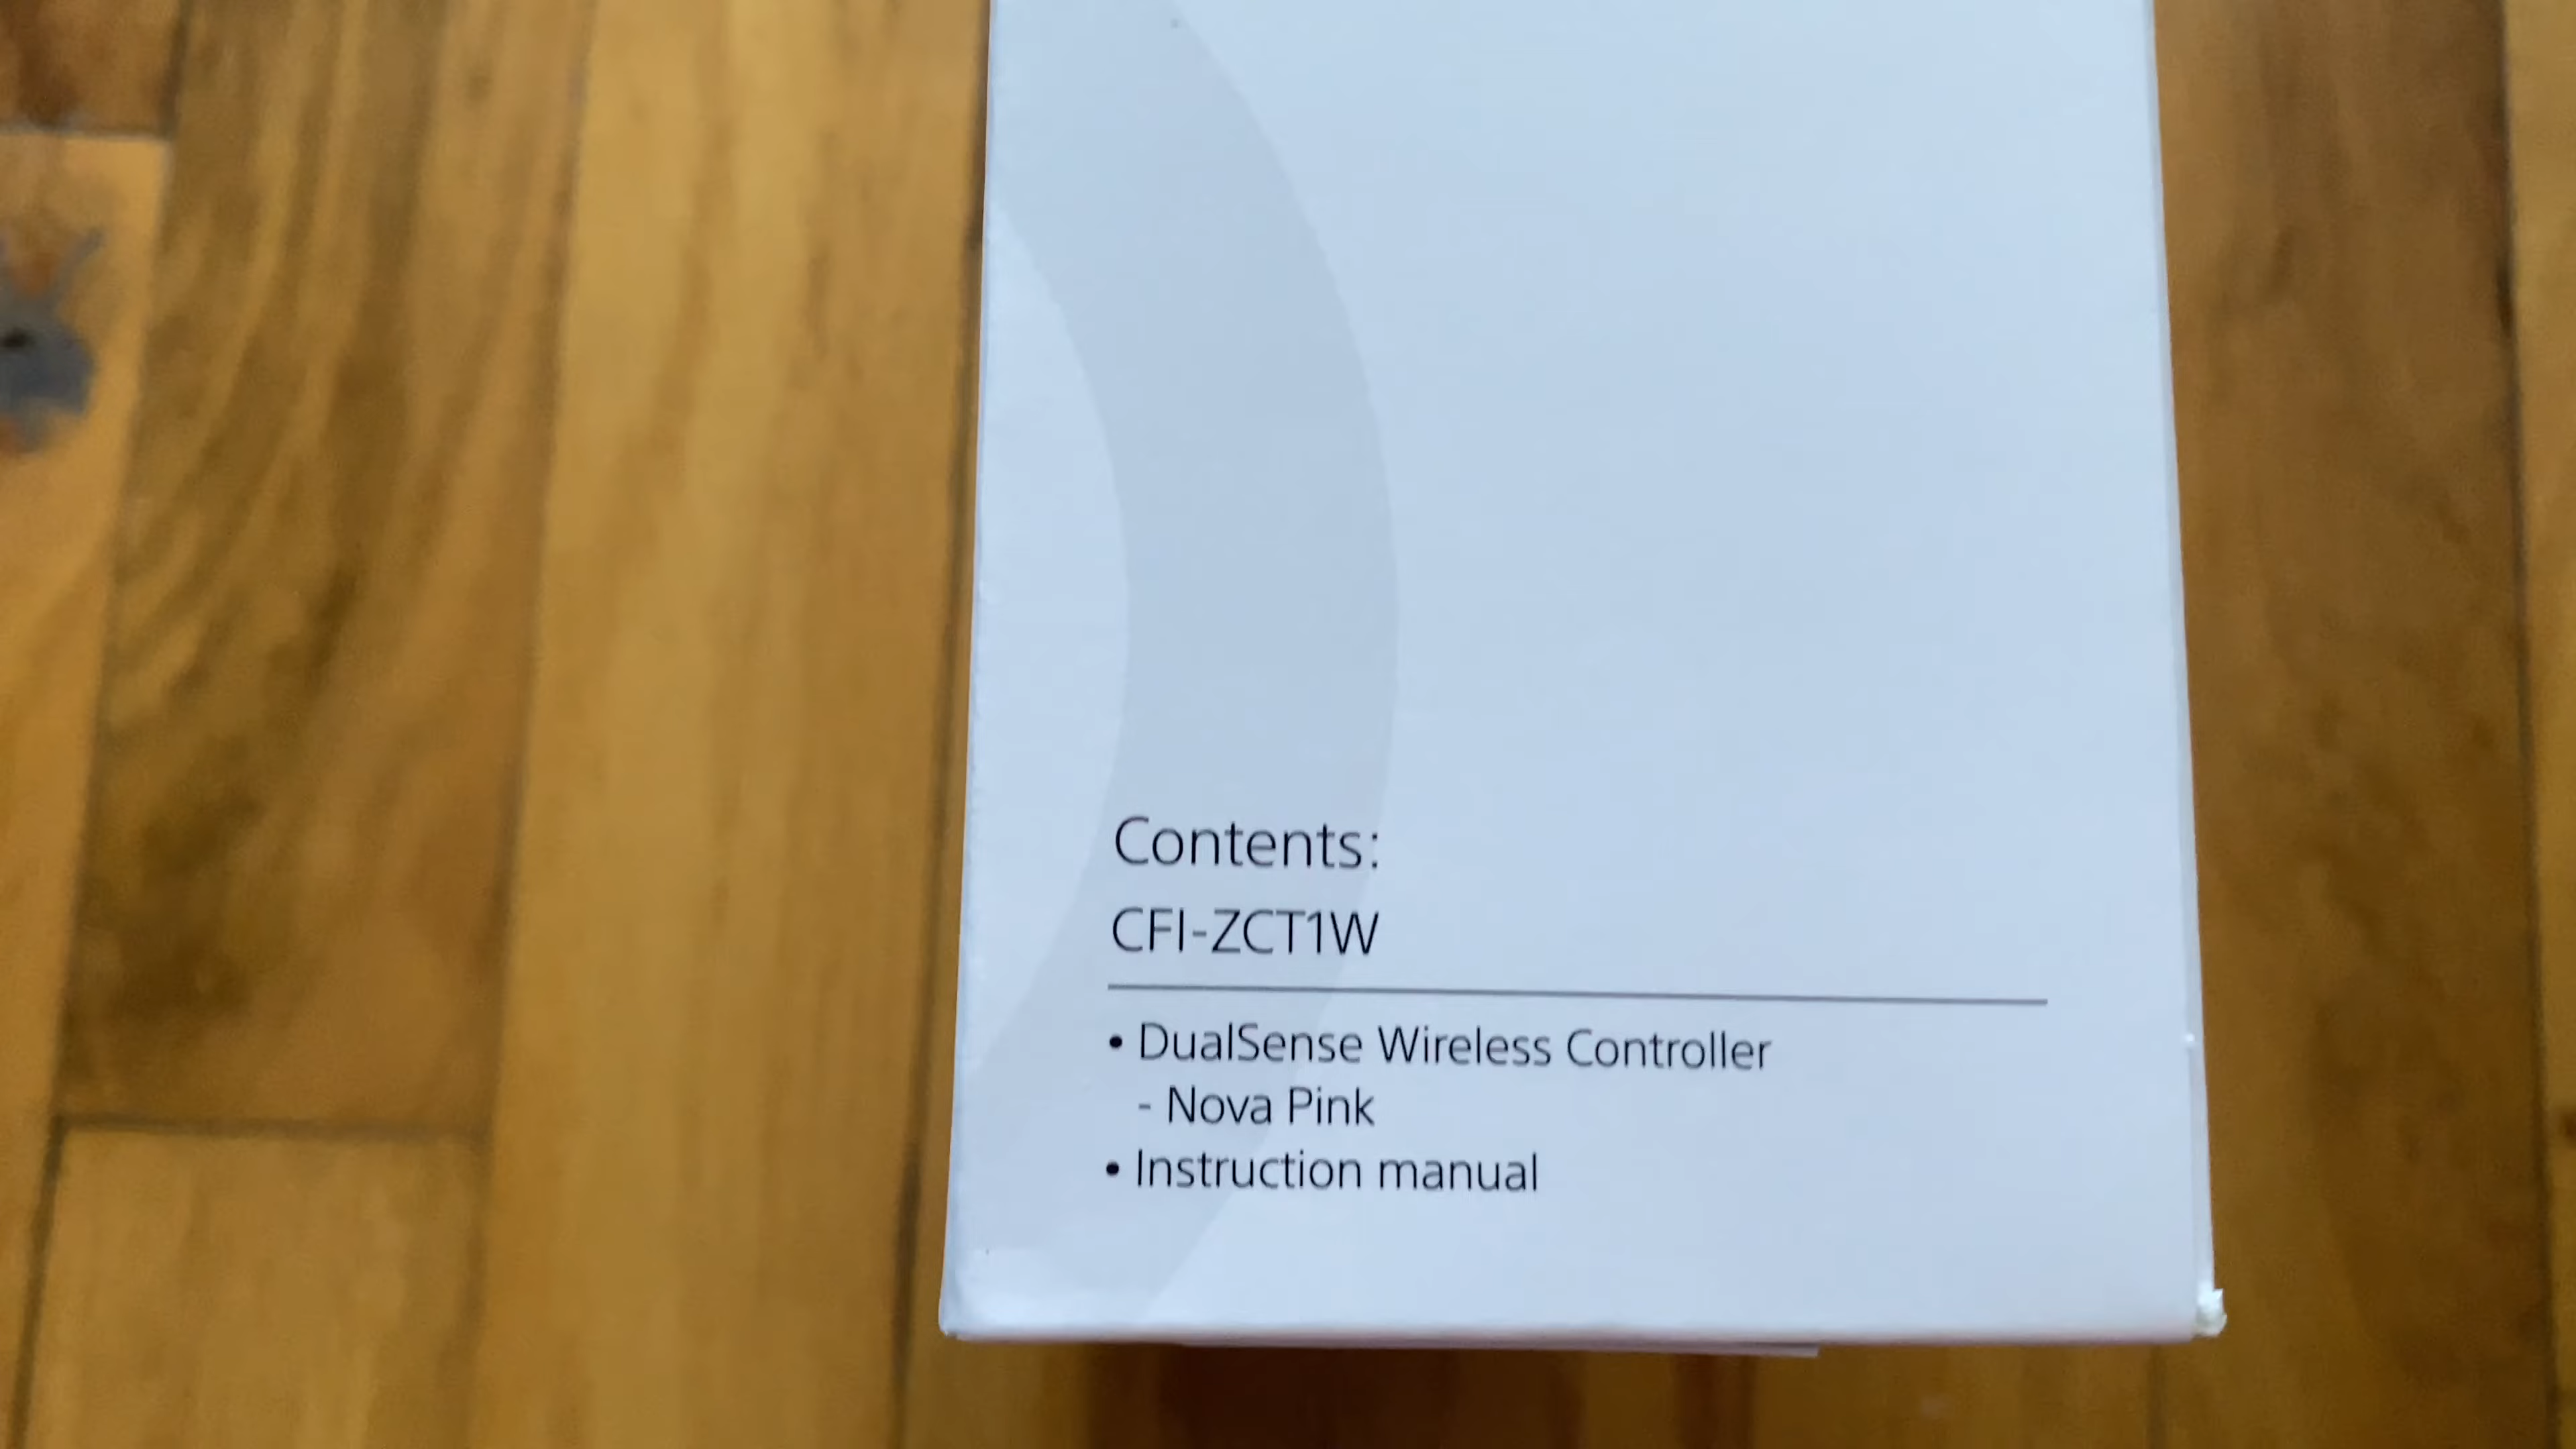 Contents:
CFI-ZCT1W
• DualSense Wireless Controller
- Nova Pink
• Instruction manual